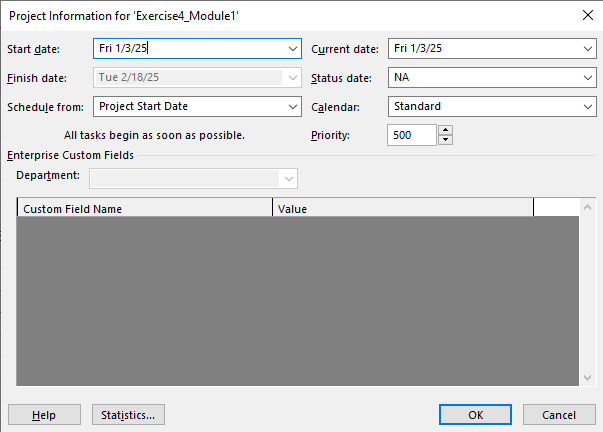 Project Information for 'Exercise4_Module1'
Start date: Fri 1/3/25 Current date: Fri 1/3/25
Finish date: Tue 2/18/25 Status date: NA
Schedule from: Project Start Date Calendar: Standard
All tasks begin as soon as possible. Priority: 500
Enterprise Custom Fields
Department:
Custom Field Name Value
Help Statistics... OK Cancel